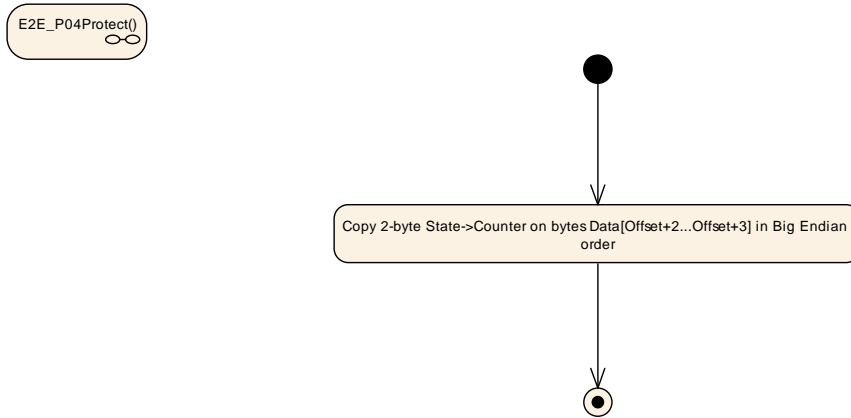 E2E_P04Protect()
Copy 2-byte State->Counter on bytes Data[Offset+2...Offset+3] in Big Endian
order